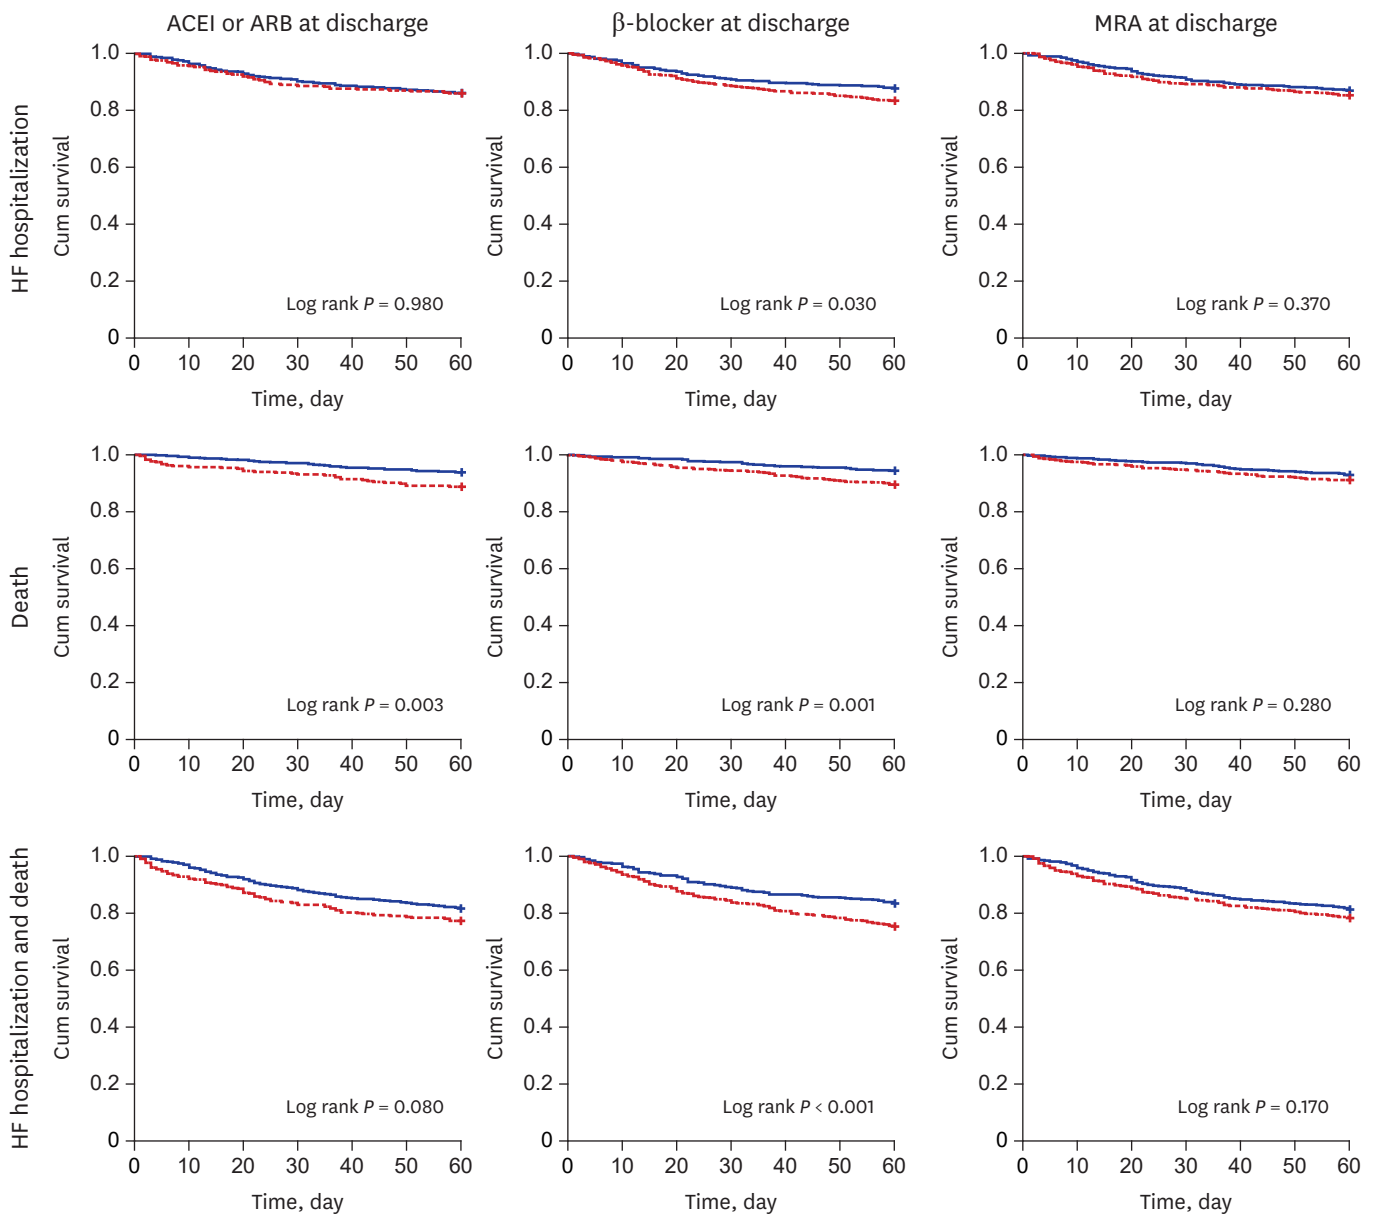 ACEI or ARB at discharge
β-blocker at discharge
MRA at discharge
HF hospitalization
Cum survival
1.0
0.8
0.6
0.4
0.2
0
Log rank P = 0.980
0 10 20 30 40 50 60
Time, day
Cum survival
1.0
0.8
0.6
0.4
0.2
0
Log rank P = 0.030
0 10 20 30 40 50 60
Time, day
Cum survival
1.0
0.8
0.6
0.4
0.2
0
Log rank P = 0.370
0 10 20 30 40 50 60
Time, day
Death
Cum survival
1.0
0.8
0.6
0.4
0.2
0
Log rank P = 0.003
0 10 20 30 40 50 60
Time, day
Cum survival
1.0
0.8
0.6
0.4
0.2
0
Log rank P = 0.001
0 10 20 30 40 50 60
Time, day
Cum survival
1.0
0.8
0.6
0.4
0.2
0
Log rank P = 0.280
0 10 20 30 40 50 60
Time, day
HF hospitalization and death
Cum survival
1.0
0.8
0.6
0.4
0.2
0
Log rank P = 0.080
0 10 20 30 40 50 60
Time, day
Cum survival
1.0
0.8
0.6
0.4
0.2
0
Log rank P < 0.001
0 10 20 30 40 50 60
Time, day
Cum survival
1.0
0.8
0.6
0.4
0.2
0
Log rank P = 0.170
0 10 20 30 40 50 60
Time, day